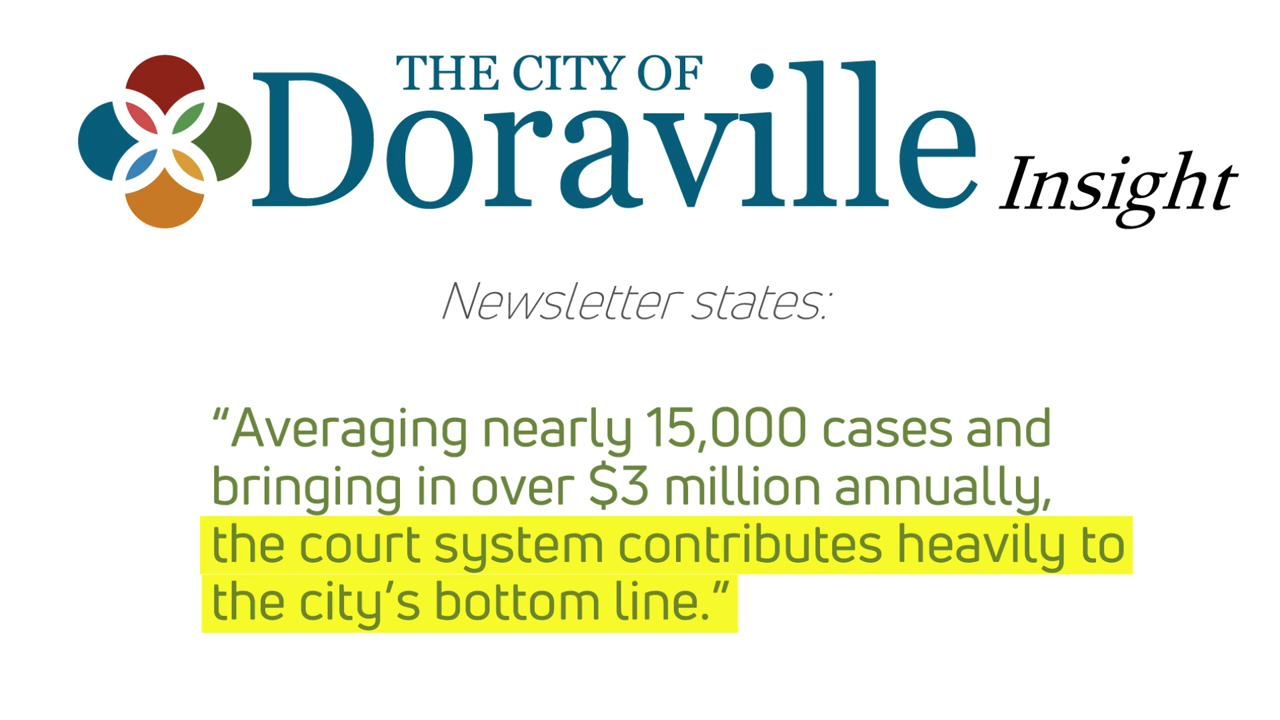 THE CITY OF
Doraville Insight
Newsletter states:
“Averaging nearly 15,000 cases and
bringing in over $3 million annually,
the court system contributes heavily to
the city’s bottom line.”